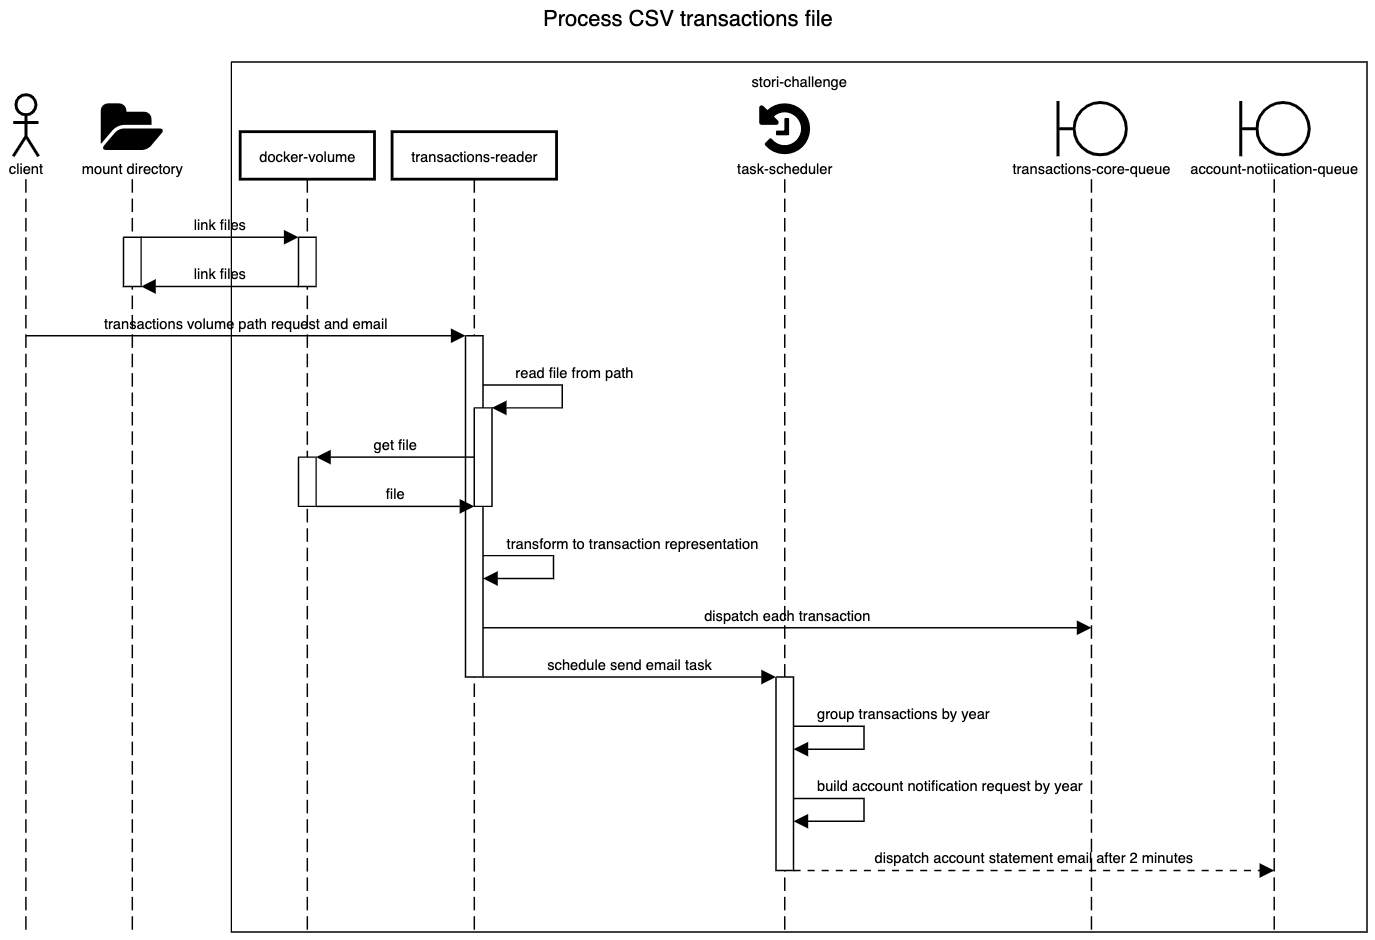 Process CSV transactions file
stori-challenge
client
mount directory
docker-volume
transactions-reader
task-scheduler
transactions-core-queue
account-notiication-queue
link files
link files
transactions volume path request and email
read file from path
get file
file
transform to transaction representation
dispatch each transaction
schedule send email task
group transactions by year
build account notification request by year
dispatch account statement email after 2 minutes